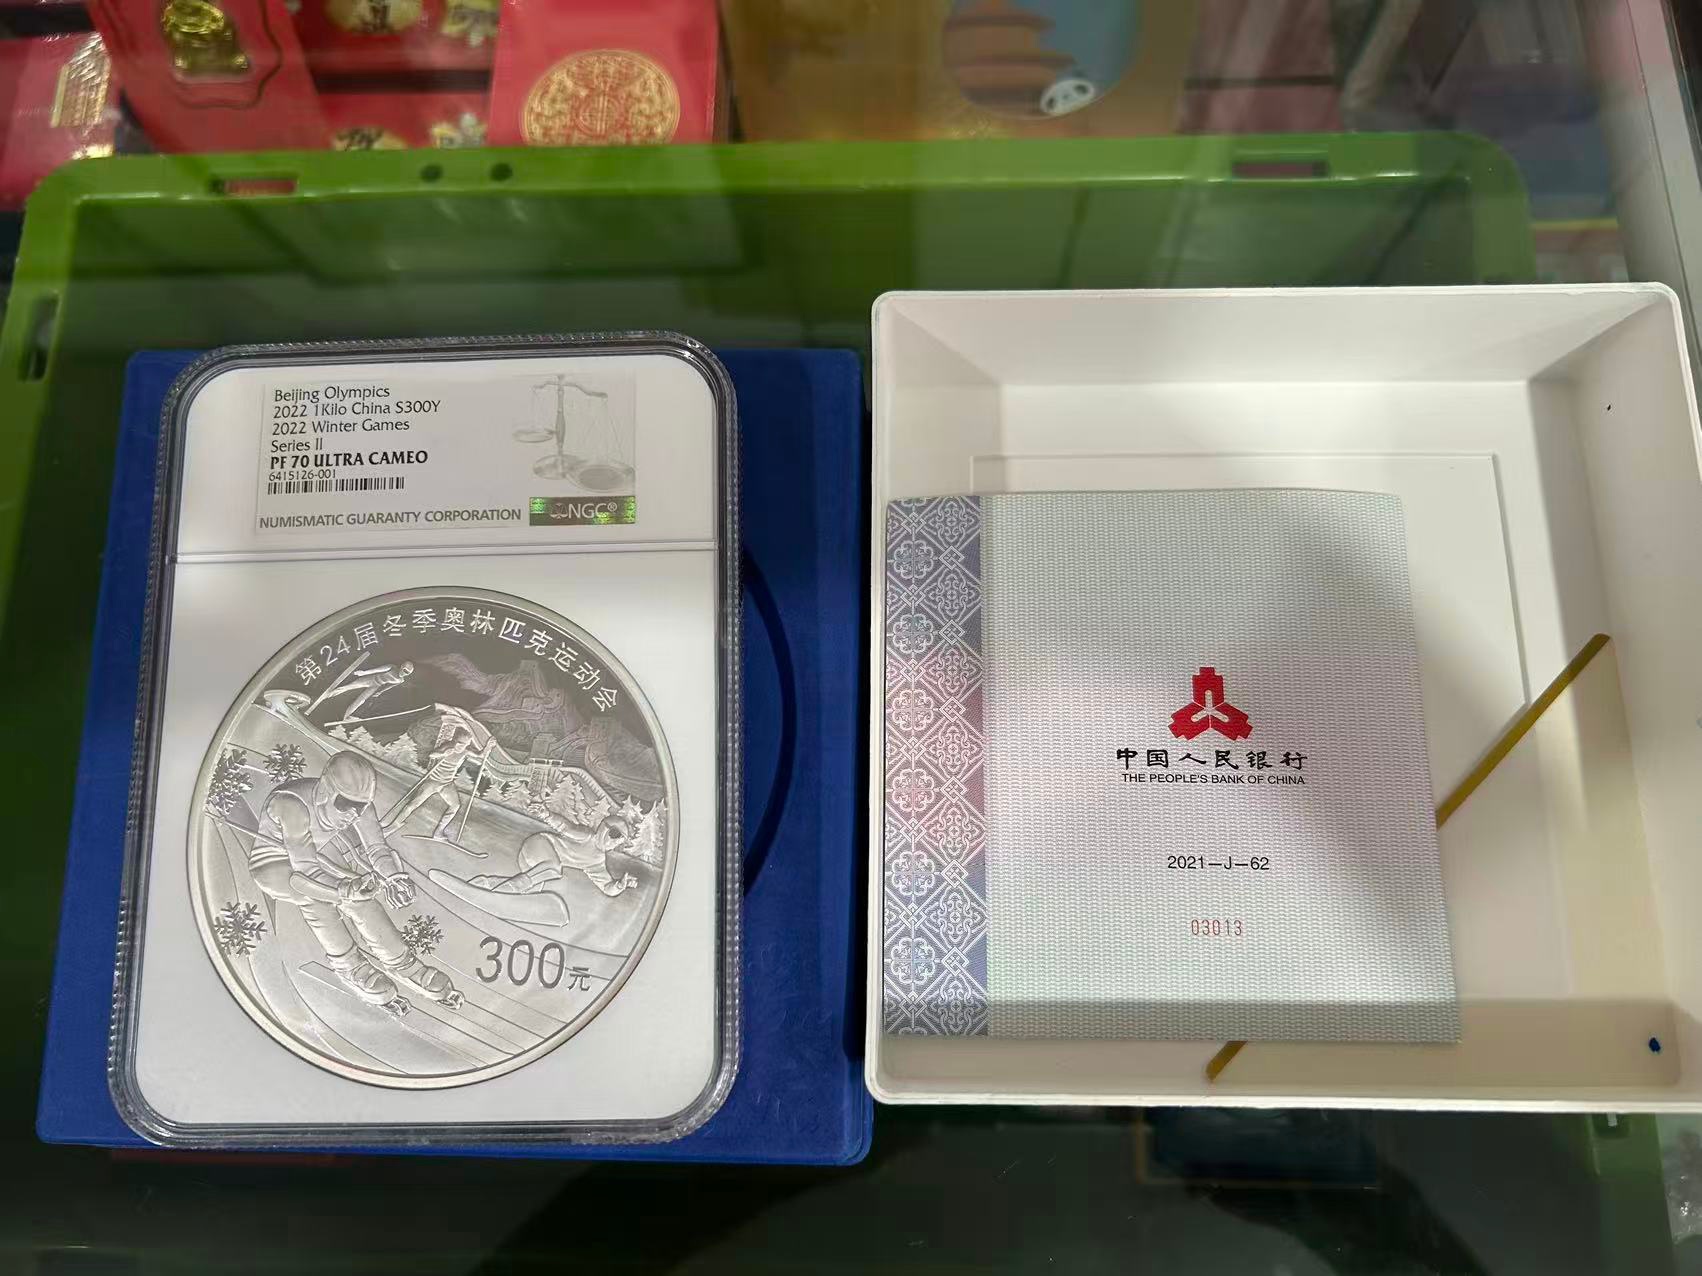 Beijing Olympics
2022 1Kilo China S300Y
2022 Winter Games
Series II
PF 70 ULTRA CAMEO
6415126-001
NUMISMATIC GUARANTY CORPORATION
NGC®
第24届冬季奥林匹克运动会
300元
中国人民银行
THE PEOPLE'S BANK OF CHINA
2021-J-62
03013